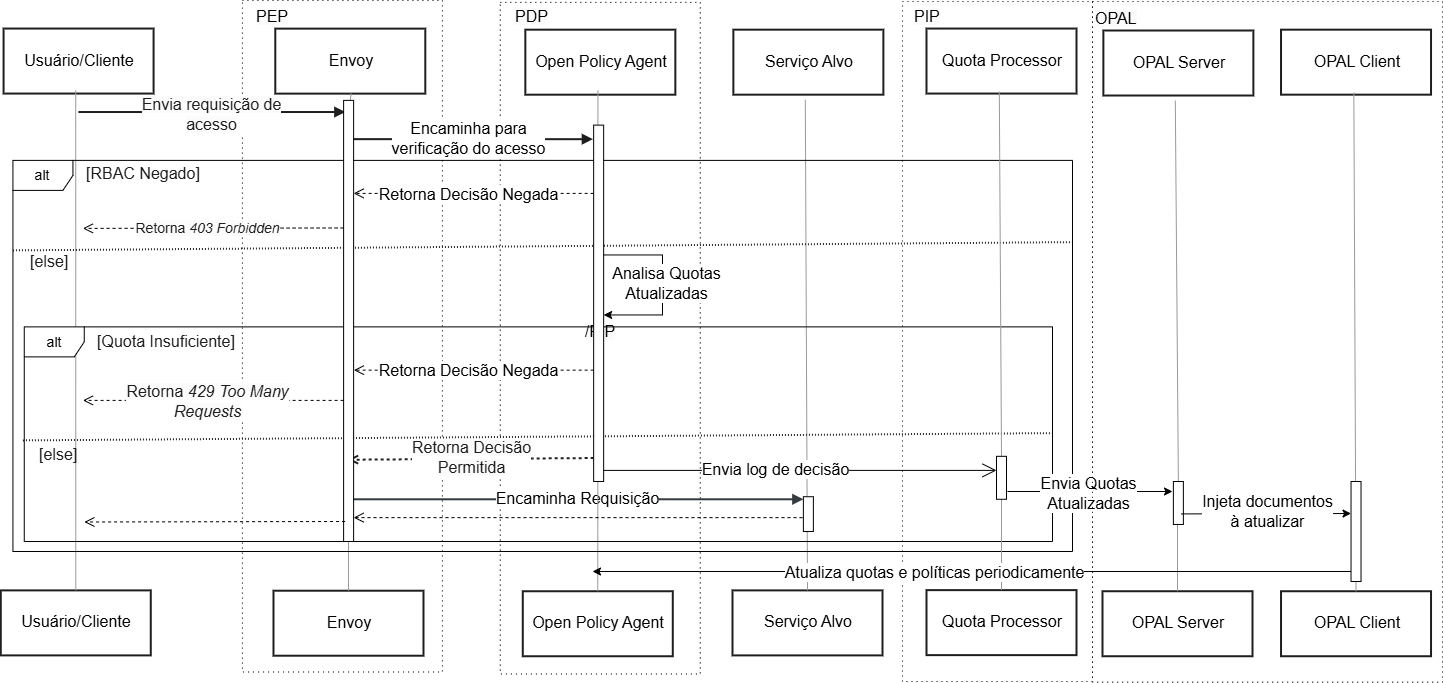 PEP
PDP
PIP
OPAL
Usuário/Cliente
Envoy
Open Policy Agent
Serviço Alvo
Quota Processor
OPAL Server
OPAL Client
Envia requisição de
acesso
Encaminha para
verificação do acesso
alt
[RBAC Negado]
Retorna Decisão Negada
Retorna 403 Forbidden
[else]
Analisa Quotas
Atualizadas
alt
[Quota Insuficiente]
Retorna Decisão Negada
Retorna 429 Too Many
Requests
[else]
Retorna Decisão
Permitida
Envia log de decisão
Envia Quotas
Atualizadas
Encaminha Requisição
Injeta documentos
à atualizar
Atualiza quotas e políticas periodicamente
Usuário/Cliente
Envoy
Open Policy Agent
Serviço Alvo
Quota Processor
OPAL Server
OPAL Client